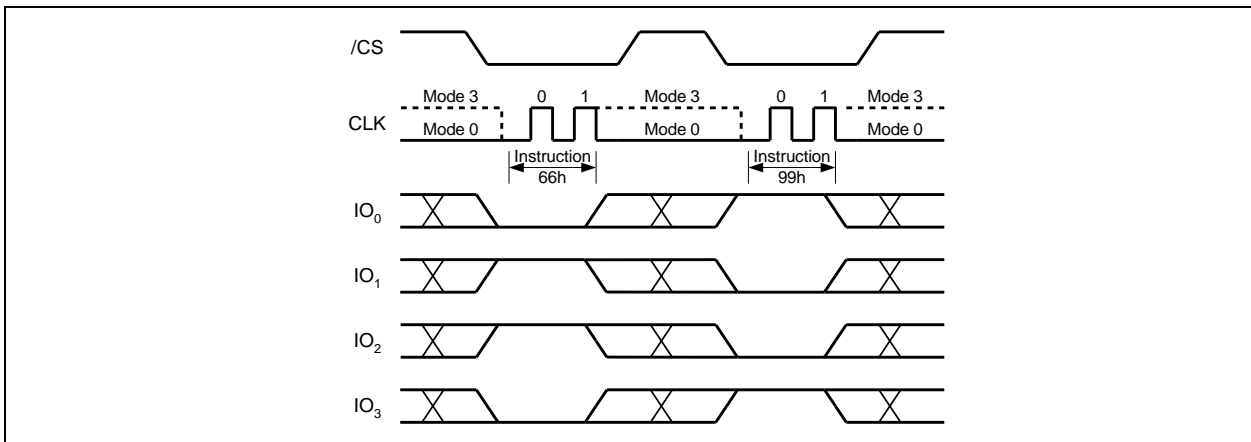 /CS
Mode 3 0 1 Mode 3 0 1 Mode 3
CLK
Mode 0 Mode 0 Mode 0
Instruction Instruction
66h 99h
IO₀
IO₁
IO₂
IO₃